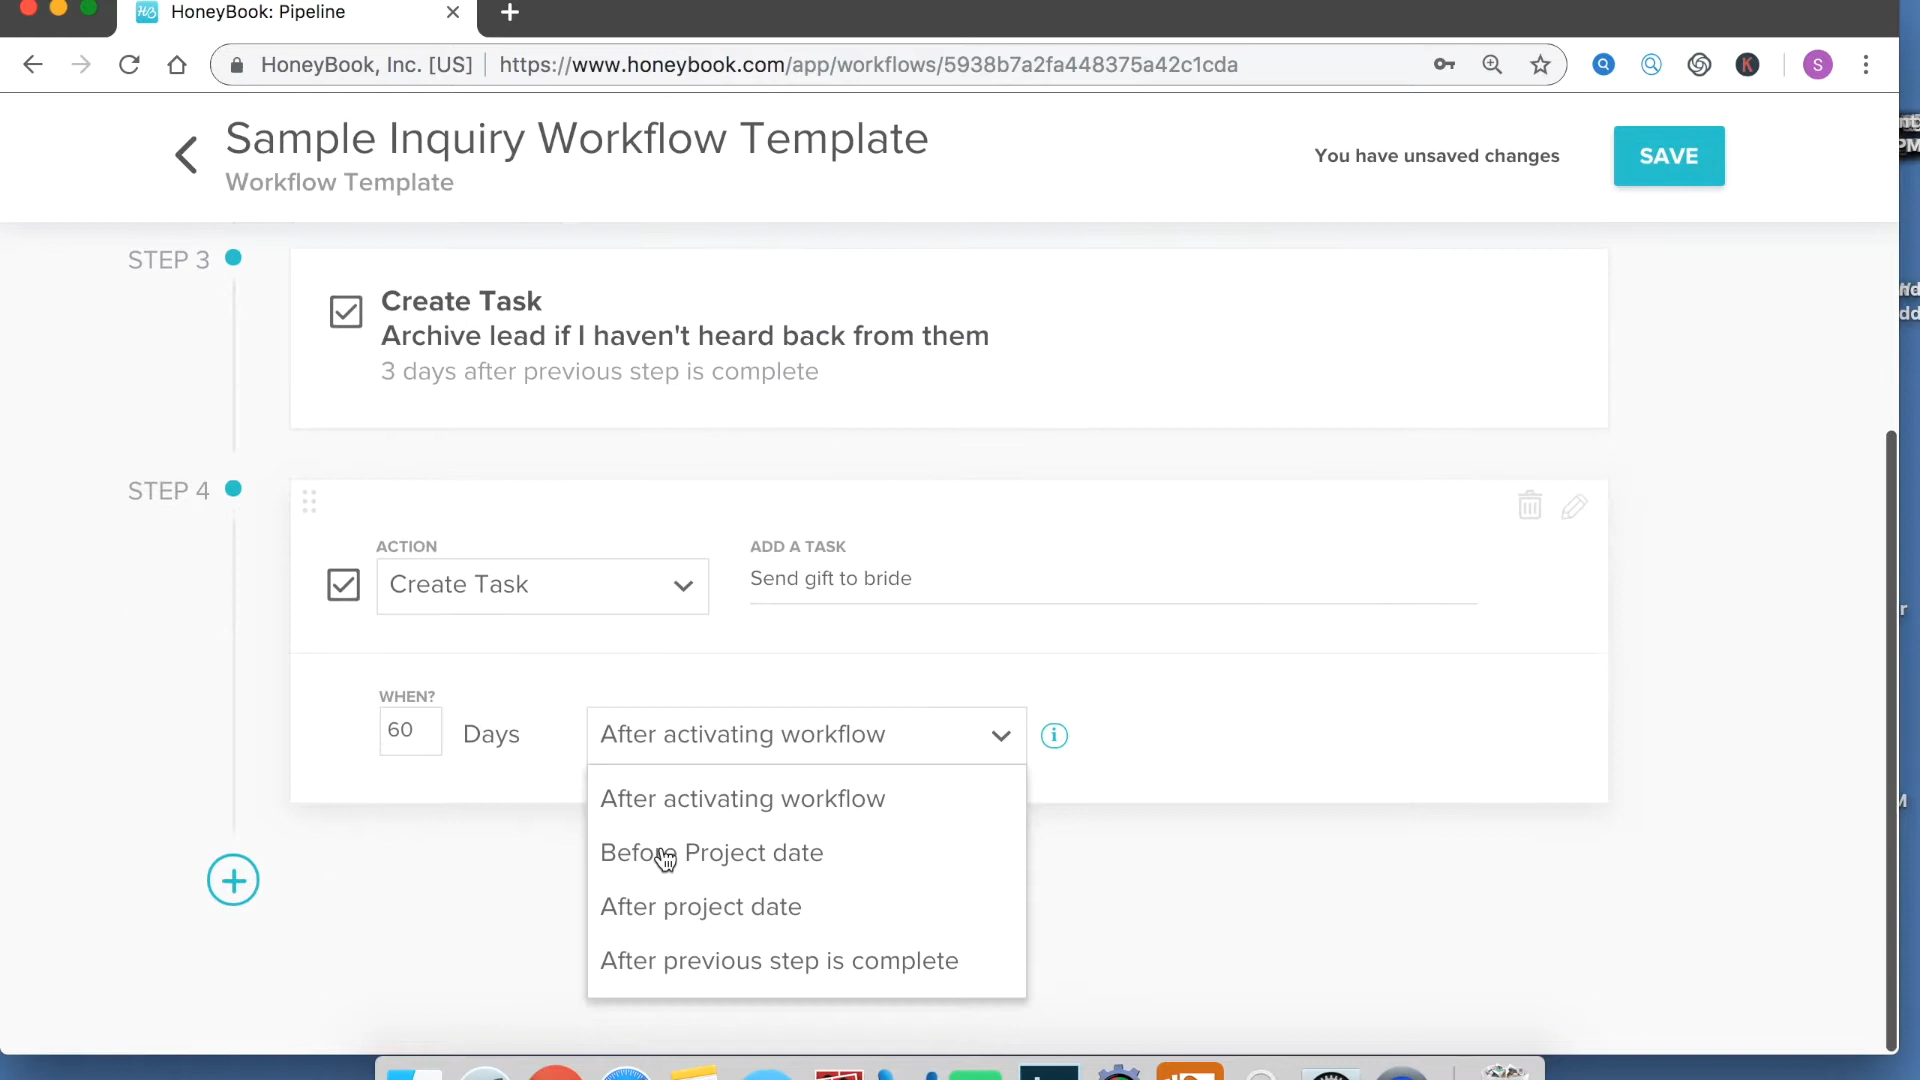 HoneyBook: Pipeline
HoneyBook, Inc. [US] https://www.honeybook.com/app/workflows/5938b7a2fa448375a42c1cda
S
K
Sample Inquiry Workflow Template
Workflow Template
You have unsaved changes
SAVE
STEP 3
Create Task
Archive lead if I haven't heard back from them
3 days after previous step is complete
STEP 4
ACTION
Create Task
ADD A TASK
Send gift to bride
WHEN?
60
Days
After activating workflow
After activating workflow
Before Project date
After project date
After previous step is complete